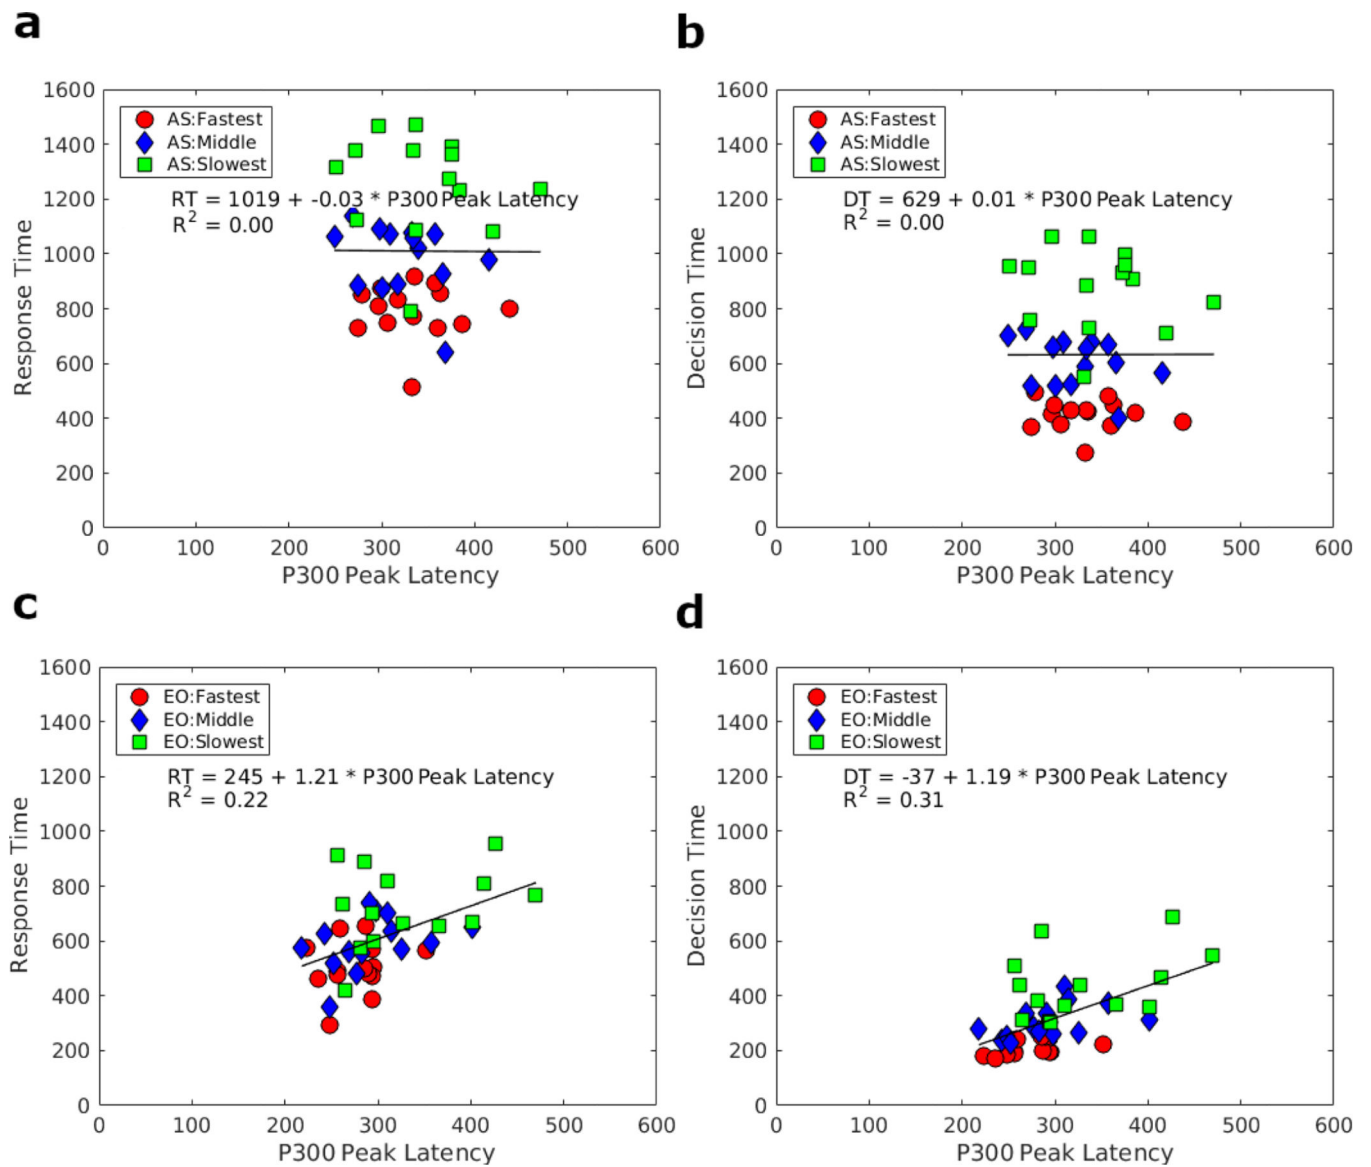 a
1600
1400
1200
1000
800
600
400
200
0
Response Time
AS:Fastest
AS:Middle
AS:Slowest
RT = 1019 + -0.03 * P300 Peak Latency
R² = 0.00
0 100 200 300 400 500 600
P300 Peak Latency
b
1600
1400
1200
1000
800
600
400
200
0
Decision Time
AS:Fastest
AS:Middle
AS:Slowest
DT = 629 + 0.01 * P300 Peak Latency
R² = 0.00
0 100 200 300 400 500 600
P300 Peak Latency
c
1600
1400
1200
1000
800
600
400
200
0
Response Time
EO:Fastest
EO:Middle
EO:Slowest
RT = 245 + 1.21 * P300 Peak Latency
R² = 0.22
0 100 200 300 400 500 600
P300 Peak Latency
d
1600
1400
1200
1000
800
600
400
200
0
Decision Time
EO:Fastest
EO:Middle
EO:Slowest
DT = -37 + 1.19 * P300 Peak Latency
R² = 0.31
0 100 200 300 400 500 600
P300 Peak Latency